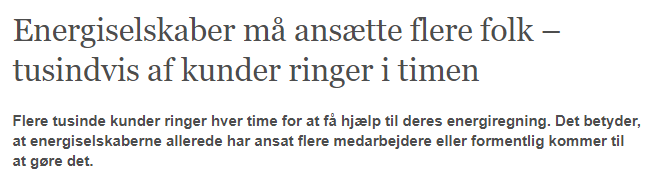 Energiselskaber må ansætte flere folk –
tusindvis af kunder ringer i timen
Flere tusinde kunder ringer hver time for at få hjælp til deres energiregning. Det betyder,
at energiselskaberne allerede har ansat flere medarbejdere eller formentlig kommer til
at gøre det.